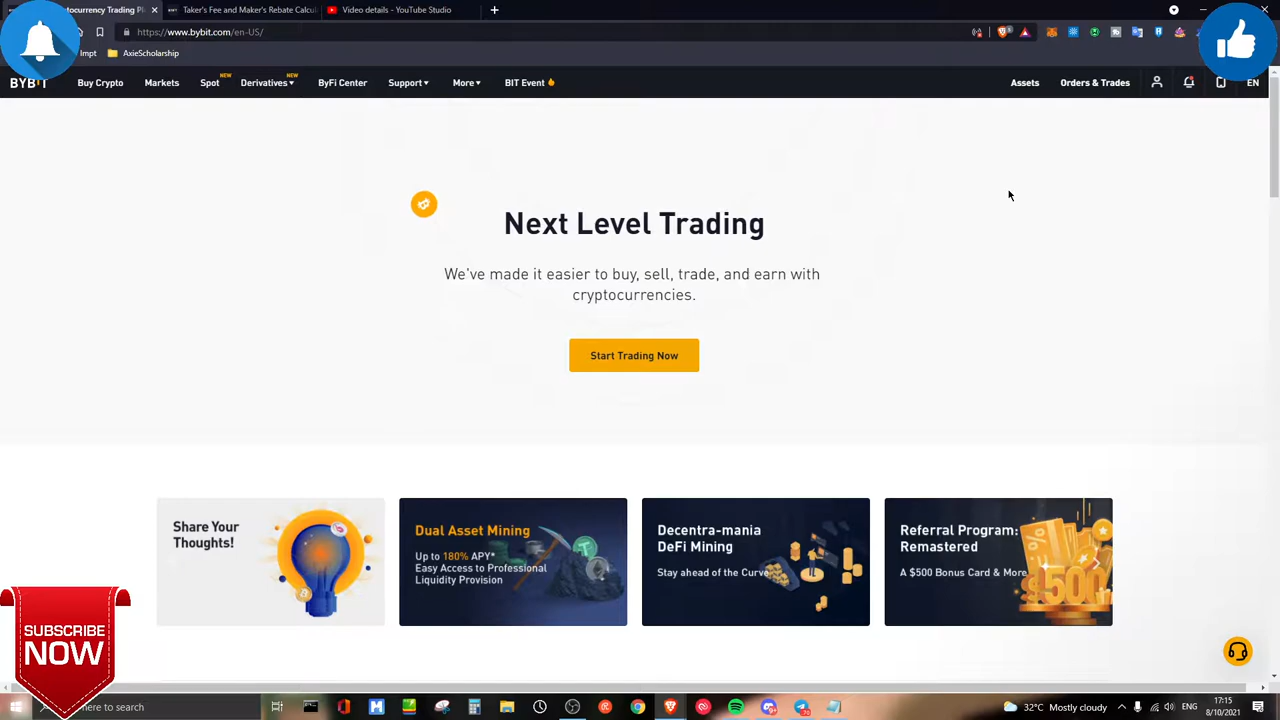 urrency Trading Pl
Taker's Fee and Maker's Rebate Calcul
Video details - YouTube Studio
https://www.bybit.com/en-US/
Impt
AxieScholarship
BYBIT
Buy Crypto
Markets
Spot
NEW
Derivatives
NEW
ByFi Center
Support
More
BIT Event
Assets
Orders & Trades
EN
Next Level Trading
We've made it easier to buy, sell, trade, and earn with
cryptocurrencies.
Start Trading Now
Share Your
Thoughts!
Dual Asset Mining
Up to 180% APY*
Easy Access to Professional
Liquidity Provision
Decentra-mania
DeFi Mining
Stay ahead of the Curve
Referral Program:
Remastered
A $500 Bonus Card & More
$500
SUBSCRIBE
NOW
here to search
32°C Mostly cloudy
17:15
8/10/2021